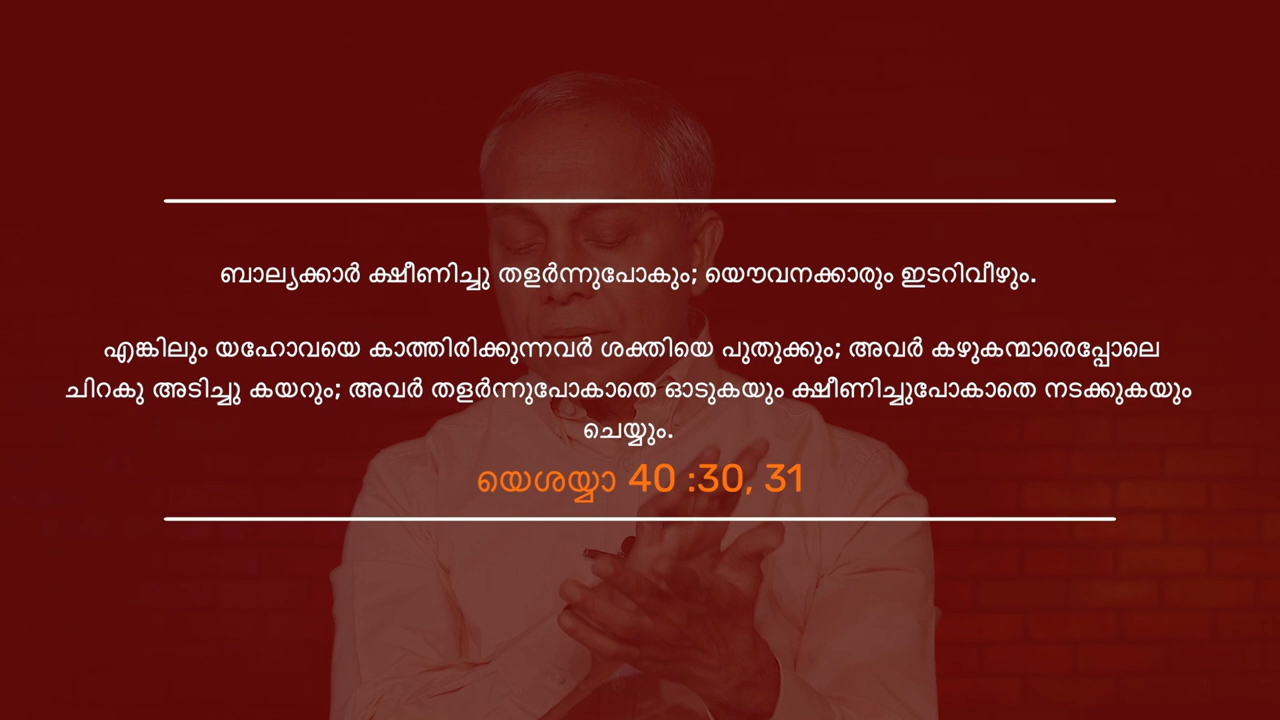 ബാല്യക്കാർ ക്ഷീണിച്ചു തളർന്നുപോകും; യൌവനക്കാരും ഇടറിവീഴും.
എങ്കിലും യഹോവയെ കാത്തിരിക്കുന്നവർ ശക്തിയെ പുതുക്കും; അവർ കഴുകന്മാരെപ്പോലെ
ചിറകു അടിച്ചു കയറും; അവർ തളർന്നുപോകാതെ ഓടുകയും ക്ഷീണിച്ചുപോകാതെ നടക്കുകയും
ചെയ്യും.
യെശയ്യാ 40 :30, 31